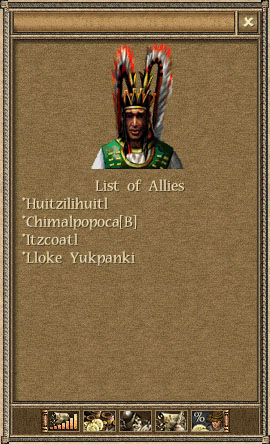 List of Allies
*Huitzilihuitl
*Chimalpopoca[B]
*Itzcoatl
*Lloke Yukpanki
%